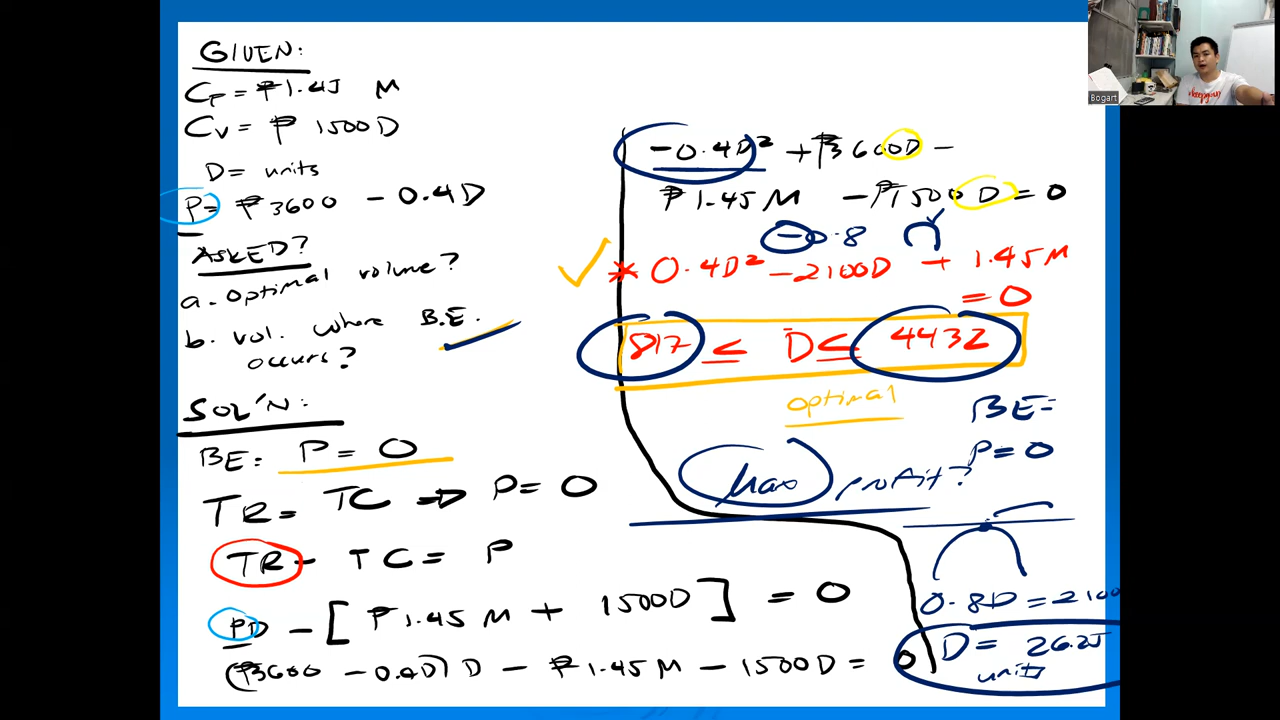 GIVEN:
CF = ₱1.45 M
CV = ₱ 1500D
D = units
P = ₱3600 - 0.4D
ASKED?
a. Optimal volume?
b. vol. where B.E.
occurs?
SOL'N:
BE: P = 0
TR = TC ⇒ P = 0
TR - TC = P
PD - [₱1.45 M + 1500D] = 0
(₱3600 - 0.4D) D - ₱1.45 M - 1500D = 0
-0.4D² + ₱3600D -
₱1.45 M - ₱1500D = 0
-0.8
* 0.4D² - 2100D + 1.45M
= 0
817 ≤ D ≤ 4432
optimal
BE=
P=0
max profit?
0.8D = 2100
D = 2625
units
Bogart